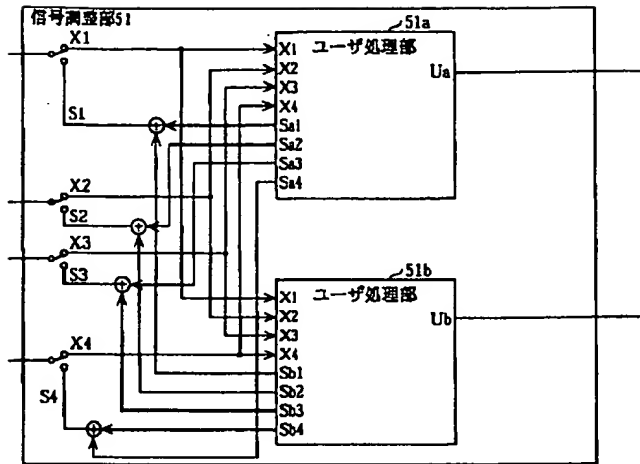 信号調整部51
X1
S1
X2
S2
X3
S3
X4
S4
51a
ユーザ処理部
X1
X2
X3
X4
Sa1
Sa2
Sa3
Sa4
Ua
51b
ユーザ処理部
X1
X2
X3
X4
Sb1
Sb2
Sb3
Sb4
Ub